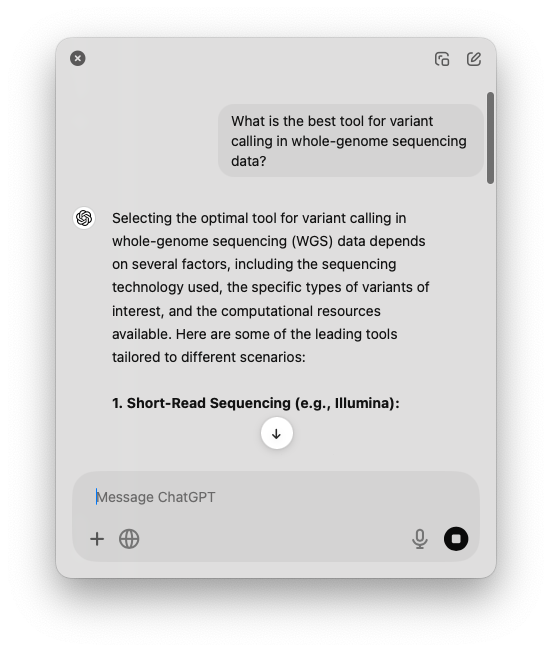 What is the best tool for variant
calling in whole-genome sequencing
data?
Selecting the optimal tool for variant calling in
whole-genome sequencing (WGS) data depends
on several factors, including the sequencing
technology used, the specific types of variants of
interest, and the computational resources
available. Here are some of the leading tools
tailored to different scenarios:
1. Short-Read Sequencing (e.g., Illumina):
Message ChatGPT